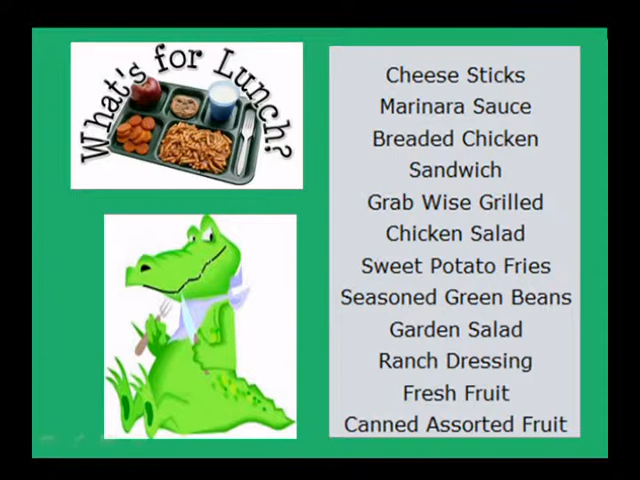 What's for Lunch?
Cheese Sticks
Marinara Sauce
Breaded Chicken
Sandwich
Grab Wise Grilled
Chicken Salad
Sweet Potato Fries
Seasoned Green Beans
Garden Salad
Ranch Dressing
Fresh Fruit
Canned Assorted Fruit